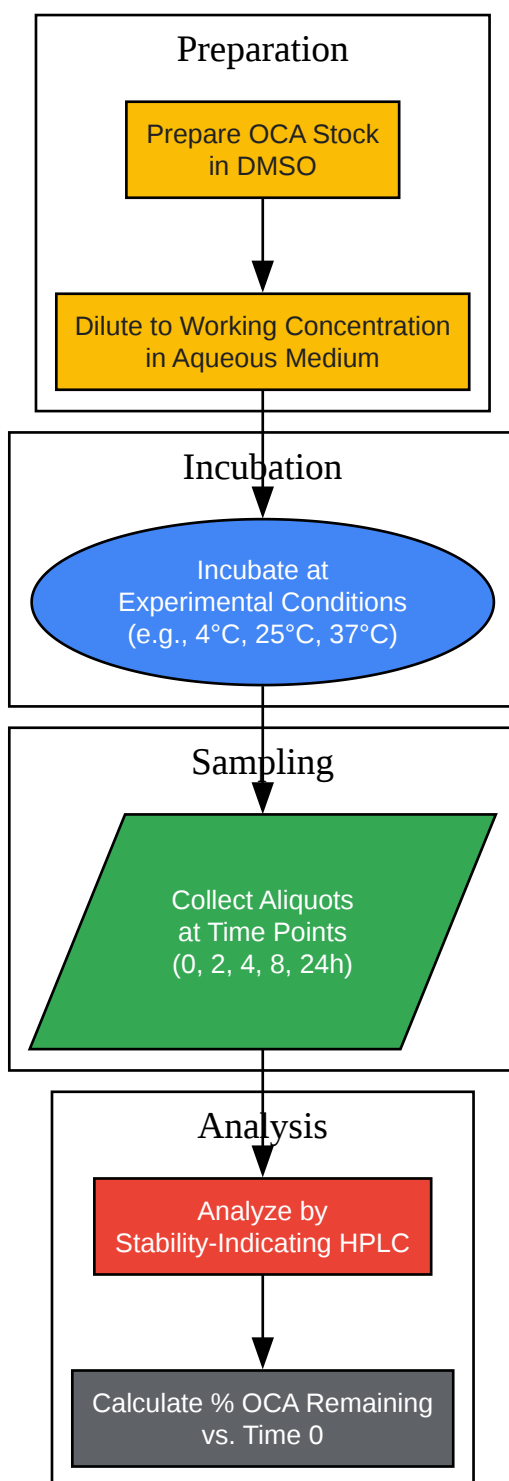 Preparation
Prepare OCA Stock
in DMSO
Dilute to Working Concentration
in Aqueous Medium
Incubation
Incubate at
Experimental Conditions
(e.g., 4°C, 25°C, 37°C)
Sampling
Collect Aliquots
at Time Points
(0, 2, 4, 8, 24h)
Analysis
Analyze by
Stability-Indicating HPLC
Calculate % OCA Remaining
vs. Time 0